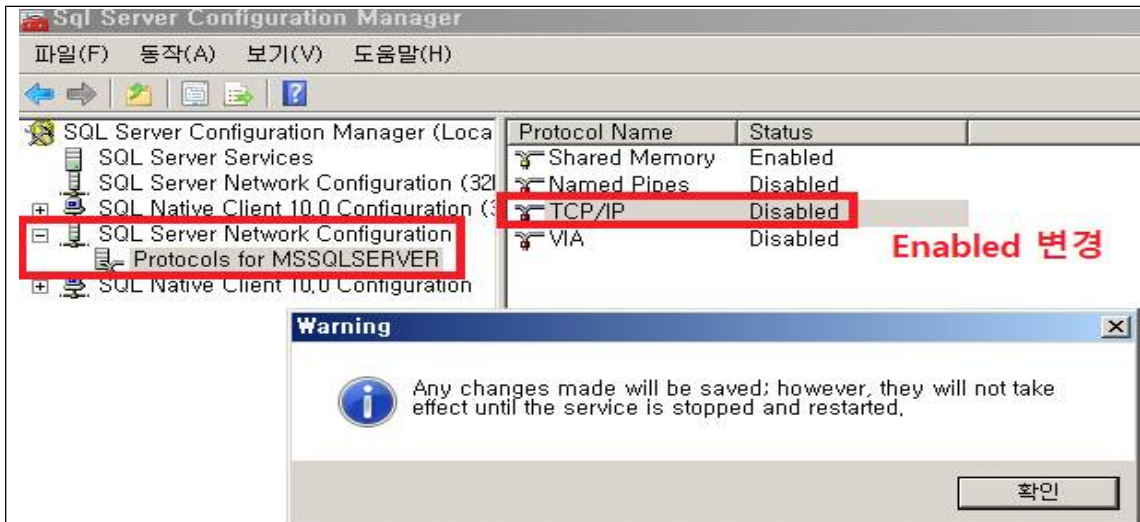 Sql Server Configuration Manager
파일(F) 동작(A) 보기(V) 도움말(H)
SQL Server Configuration Manager (Loca
SQL Server Services
SQL Server Network Configuration (32
SQL Native Client 10.0 Configuration (3
SQL Server Network Configuration
Protocols for MSSQLSERVER
SQL Native Client 10.0 Configuration
Protocol Name Status
Shared Memory Enabled
Named Pipes Disabled
TCP/IP Disabled
VIA Disabled
Enabled 변경
Warning
Any changes made will be saved; however, they will not take
effect until the service is stopped and restarted.
확인